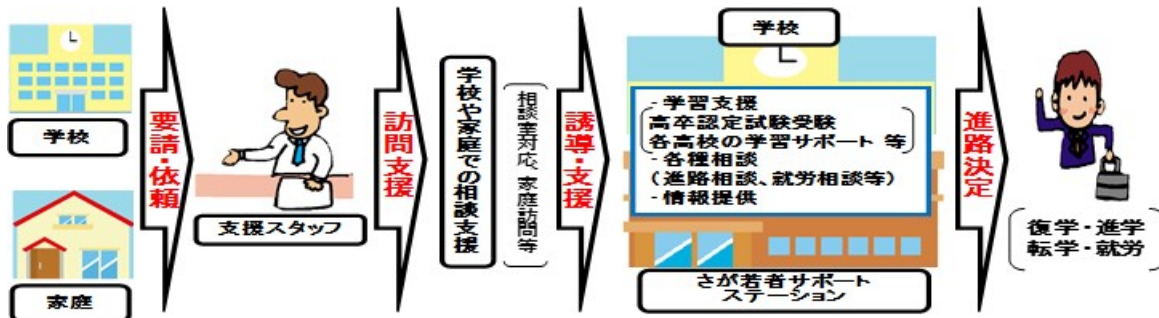 学校
家庭
要請・依頼
支援スタッフ
訪問支援
学校や家庭での相談支援
相談室対応、家庭訪問等
誘導・支援
学校
・学習支援
高卒認定試験受験
各高校の学習サポート 等
・各種相談
(進路相談、就労相談等)
・情報提供
さが若者サポート
ステーション
進路決定
復学・進学
転学・就労